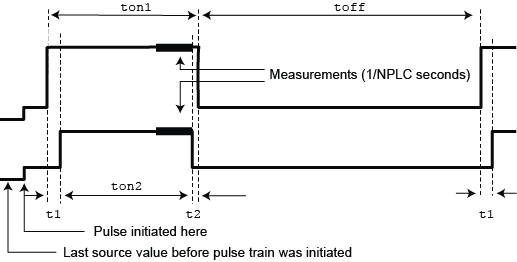 ton1
toff
Measurements (1/NPLC seconds)
ton2
t1
t2
t1
Pulse initiated here
Last source value before pulse train was initiated